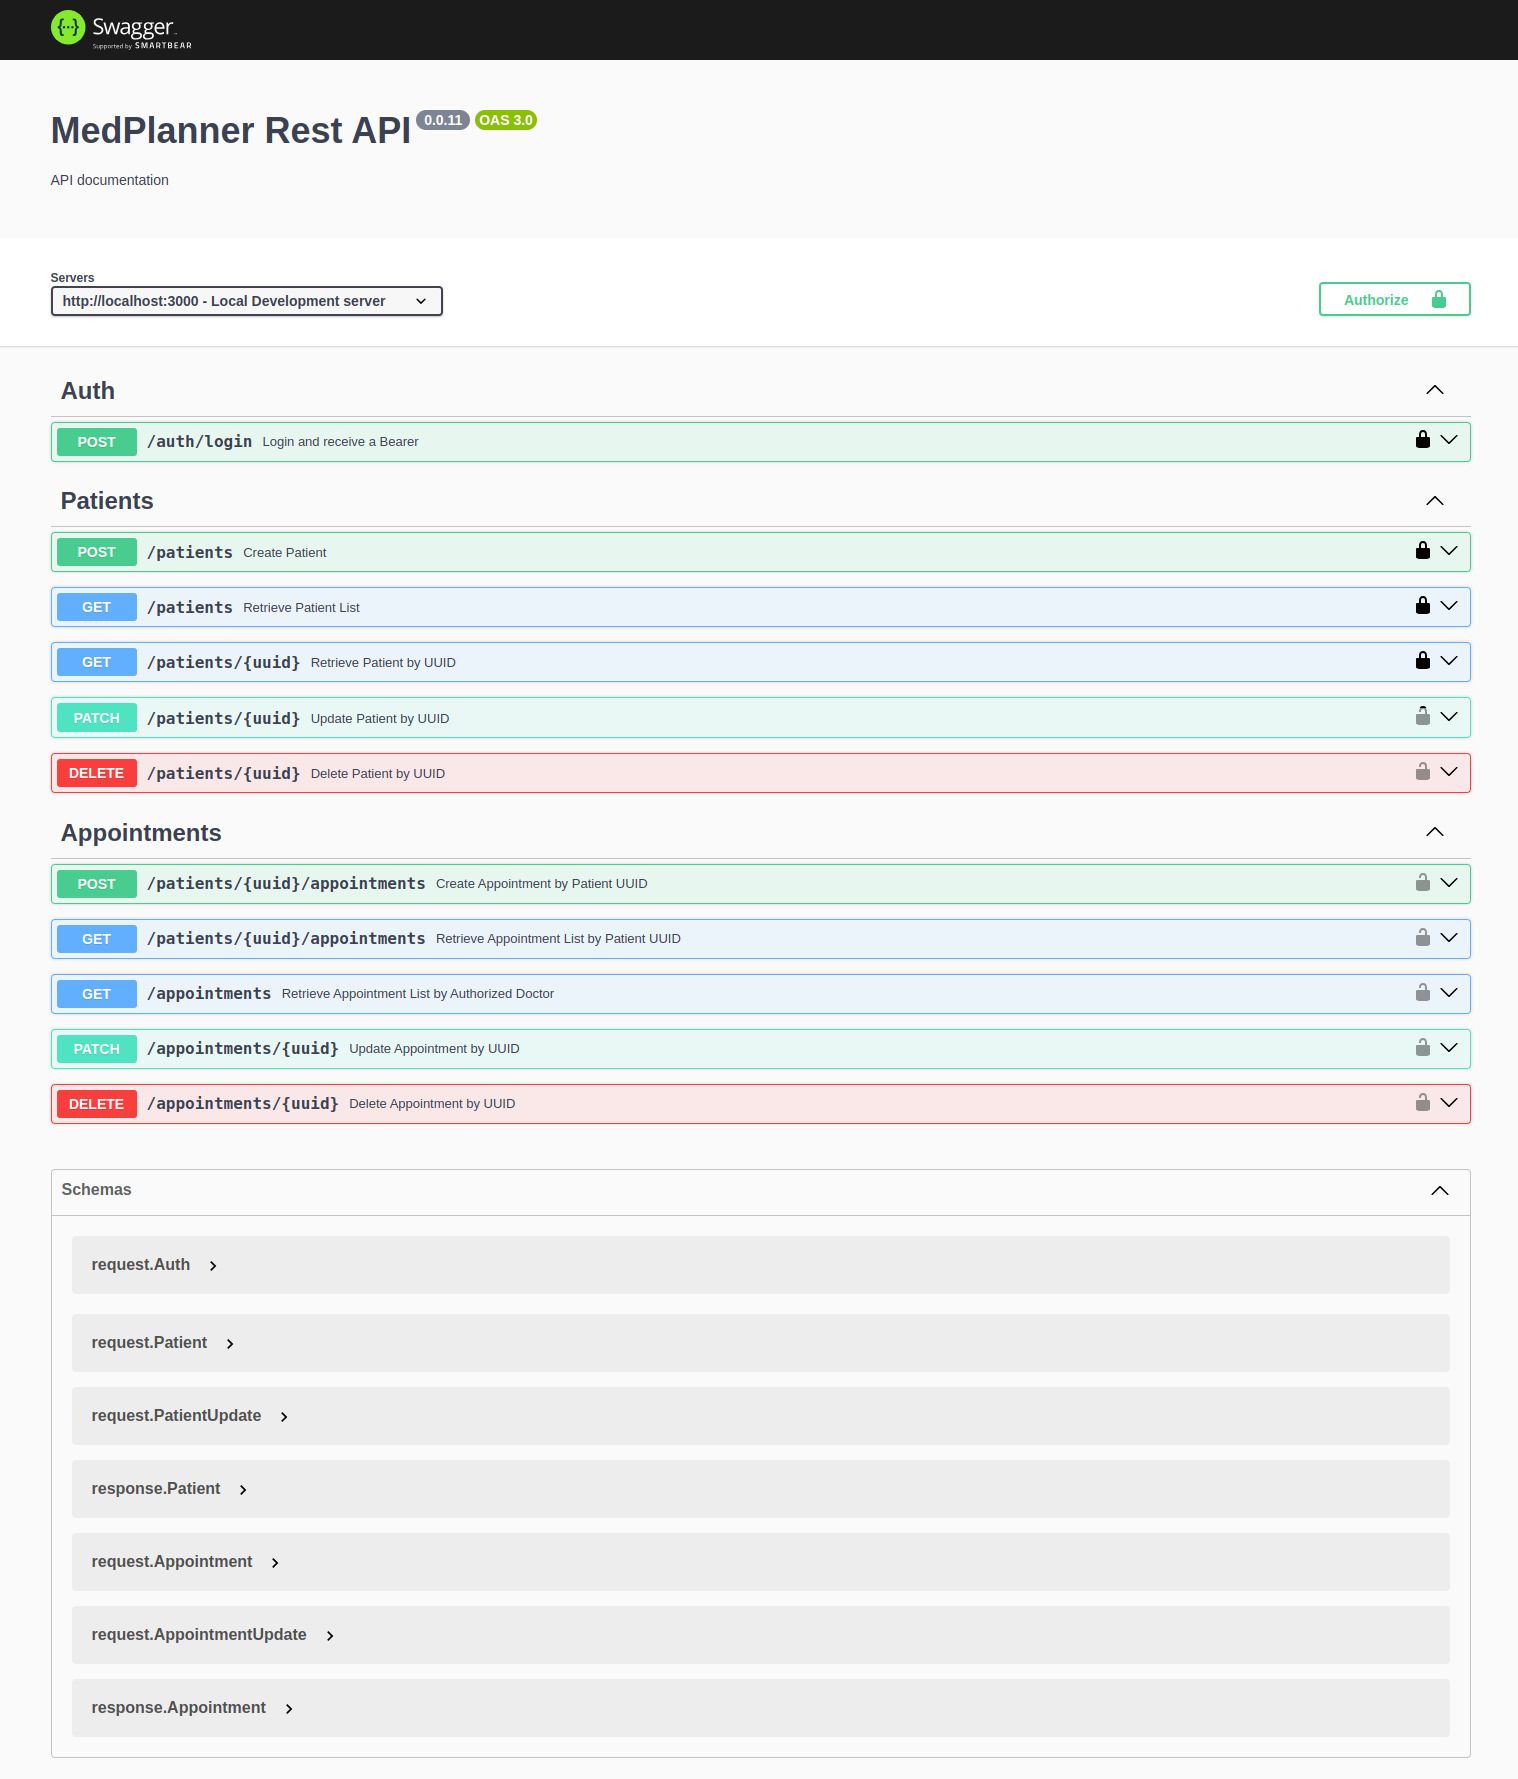 Swagger
Supported by SMARTBEAR
MedPlanner Rest API 0.0.11 OAS 3.0
API documentation
Servers
http://localhost:3000 - Local Development server
Authorize
Auth
POST /auth/login Login and receive a Bearer
Patients
POST /patients Create Patient
GET /patients Retrieve Patient List
GET /patients/{uuid} Retrieve Patient by UUID
PATCH /patients/{uuid} Update Patient by UUID
DELETE /patients/{uuid} Delete Patient by UUID
Appointments
POST /patients/{uuid}/appointments Create Appointment by Patient UUID
GET /patients/{uuid}/appointments Retrieve Appointment List by Patient UUID
GET /appointments Retrieve Appointment List by Authorized Doctor
PATCH /appointments/{uuid} Update Appointment by UUID
DELETE /appointments/{uuid} Delete Appointment by UUID
Schemas
request.Auth
request.Patient
request.PatientUpdate
response.Patient
request.Appointment
request.AppointmentUpdate
response.Appointment